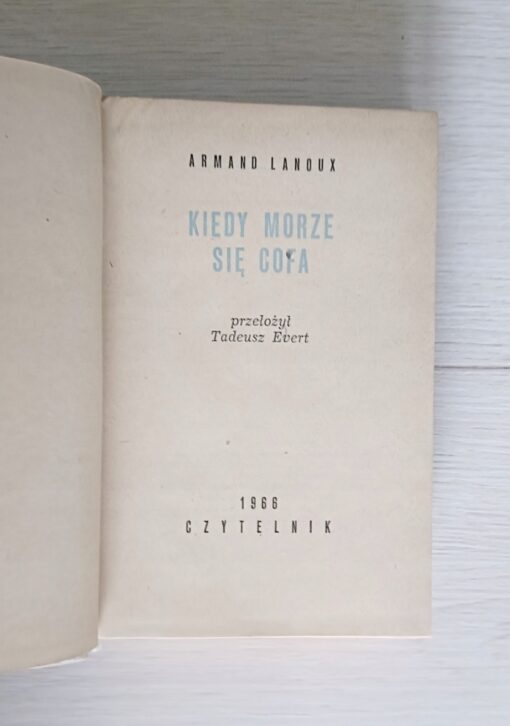 ARMAND LANOUX
KIEDY MORZE
SIĘ COFA
przełożył
Tadeusz Evert
1966
CZYTELNIK